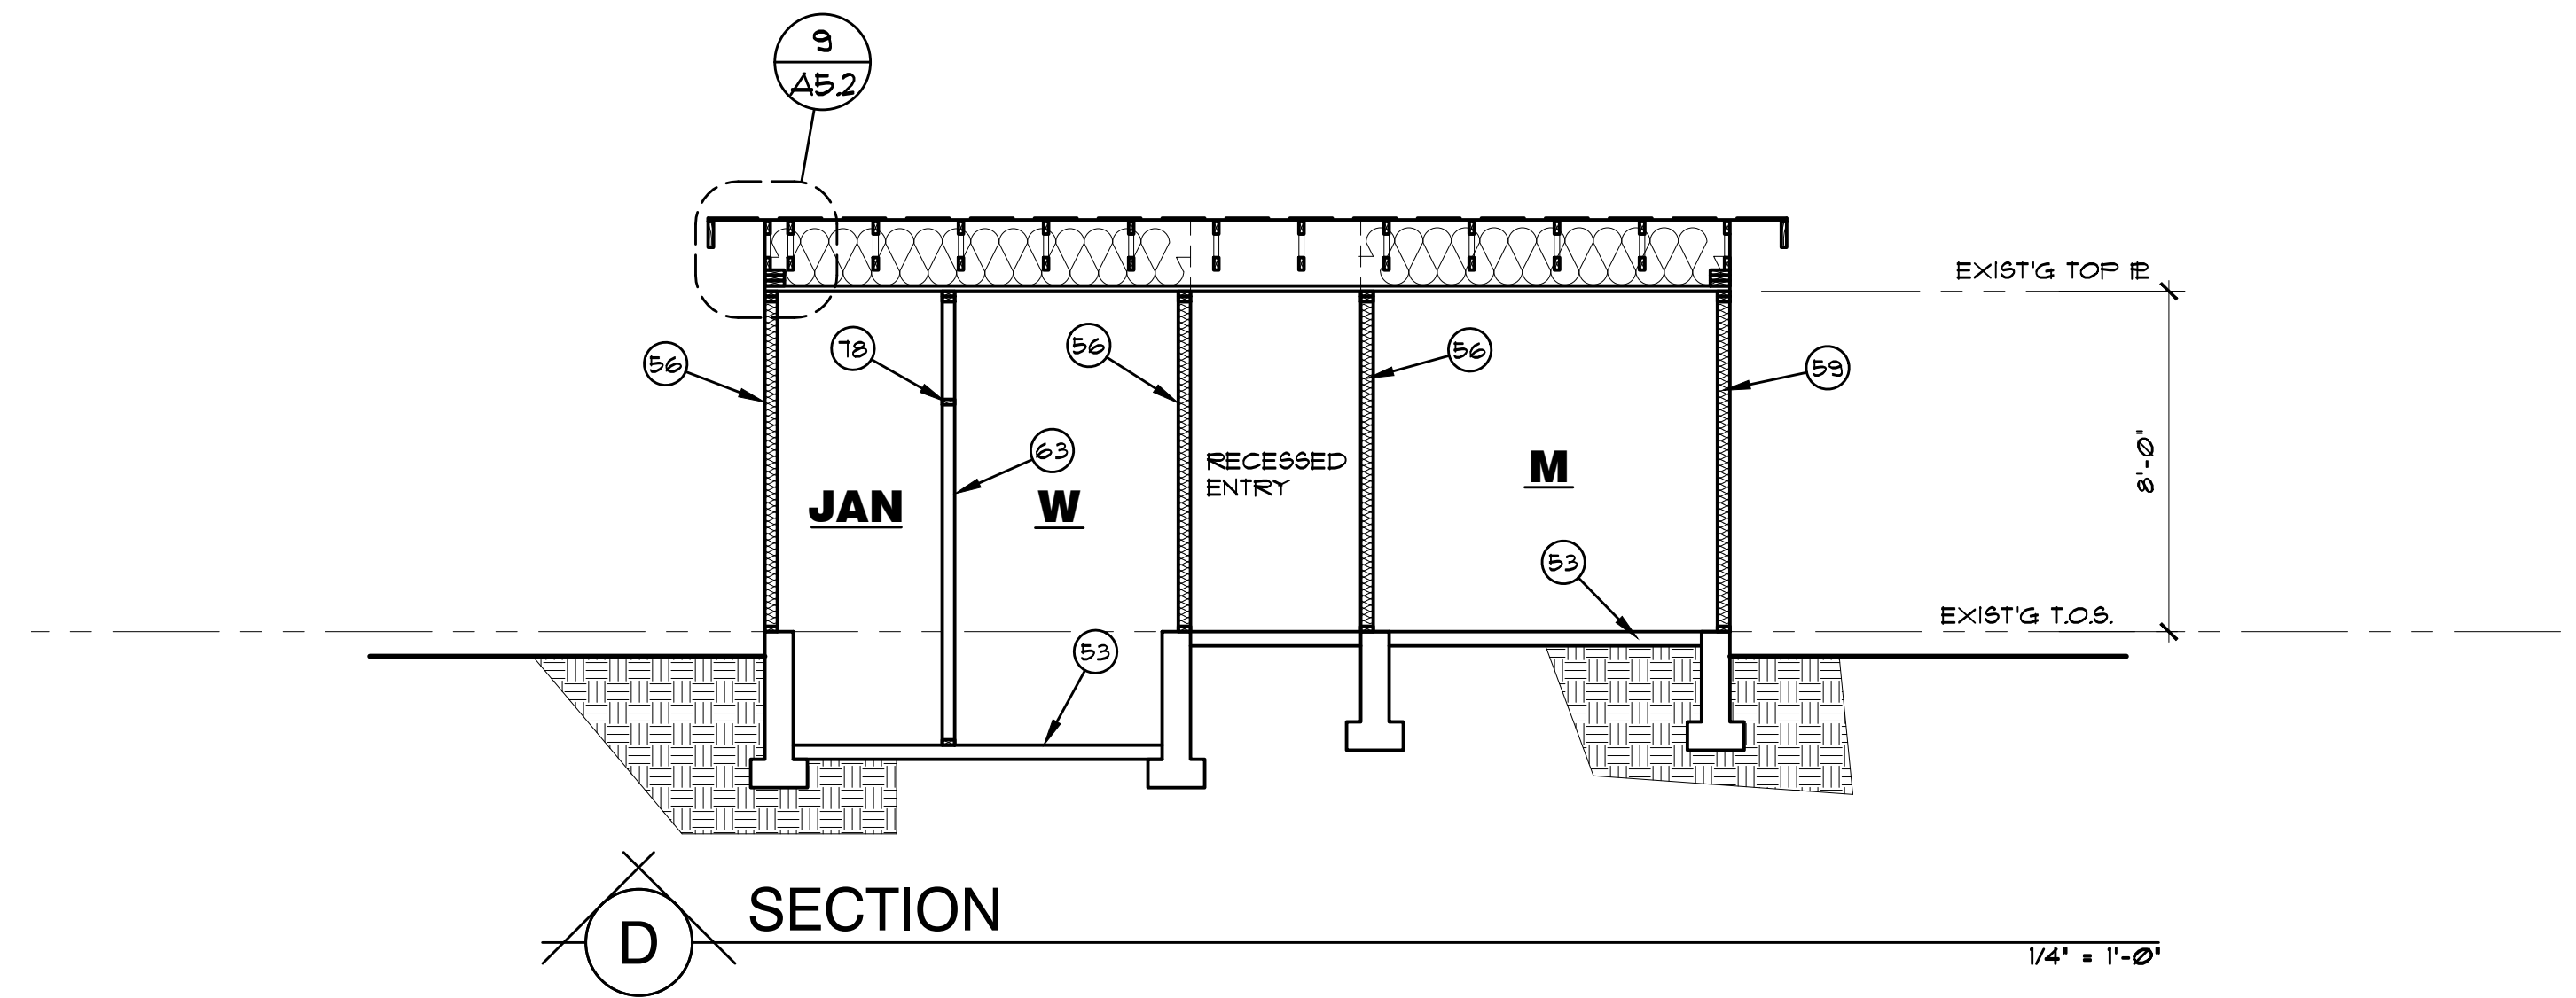 9
A5.2
EXIST'G TOP PL
56
78
56
56
59
63
RECESSED
ENTRY
JAN
W
M
8'-0"
53
EXIST'G T.O.S.
53
SECTION
D
1/4" = 1'-0"